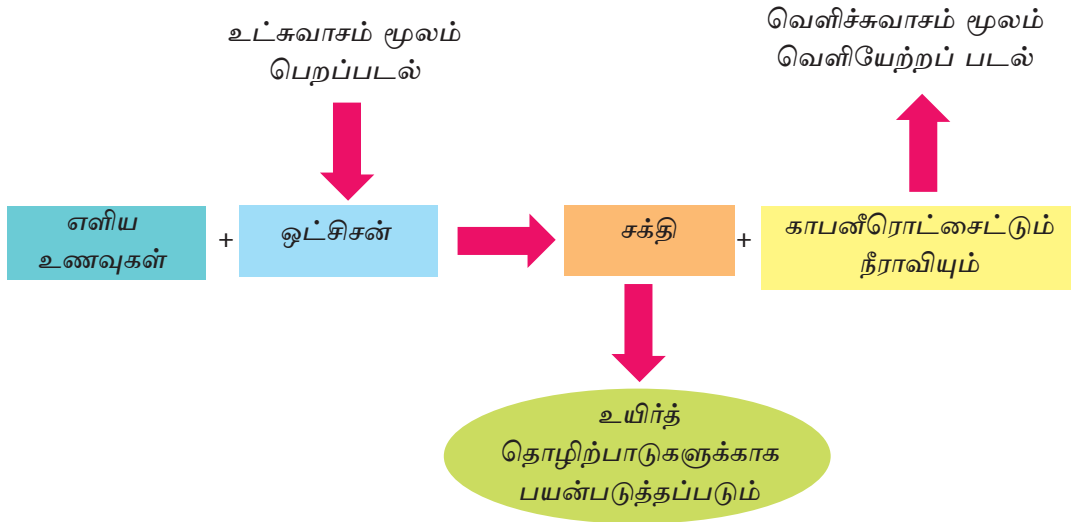 உட்சுவாசம் மூலம்
பெறப்படல்
வெளிச்சுவாசம் மூலம்
வெளியேற்றப் படல்
எளிய
உணவுகள்
+
ஒட்சிசன்
சக்தி
+
காபனீரொட்சைட்டும்
நீராவியும்
உயிர்த்
தொழிற்பாடுகளுக்காக
பயன்படுத்தப்படும்